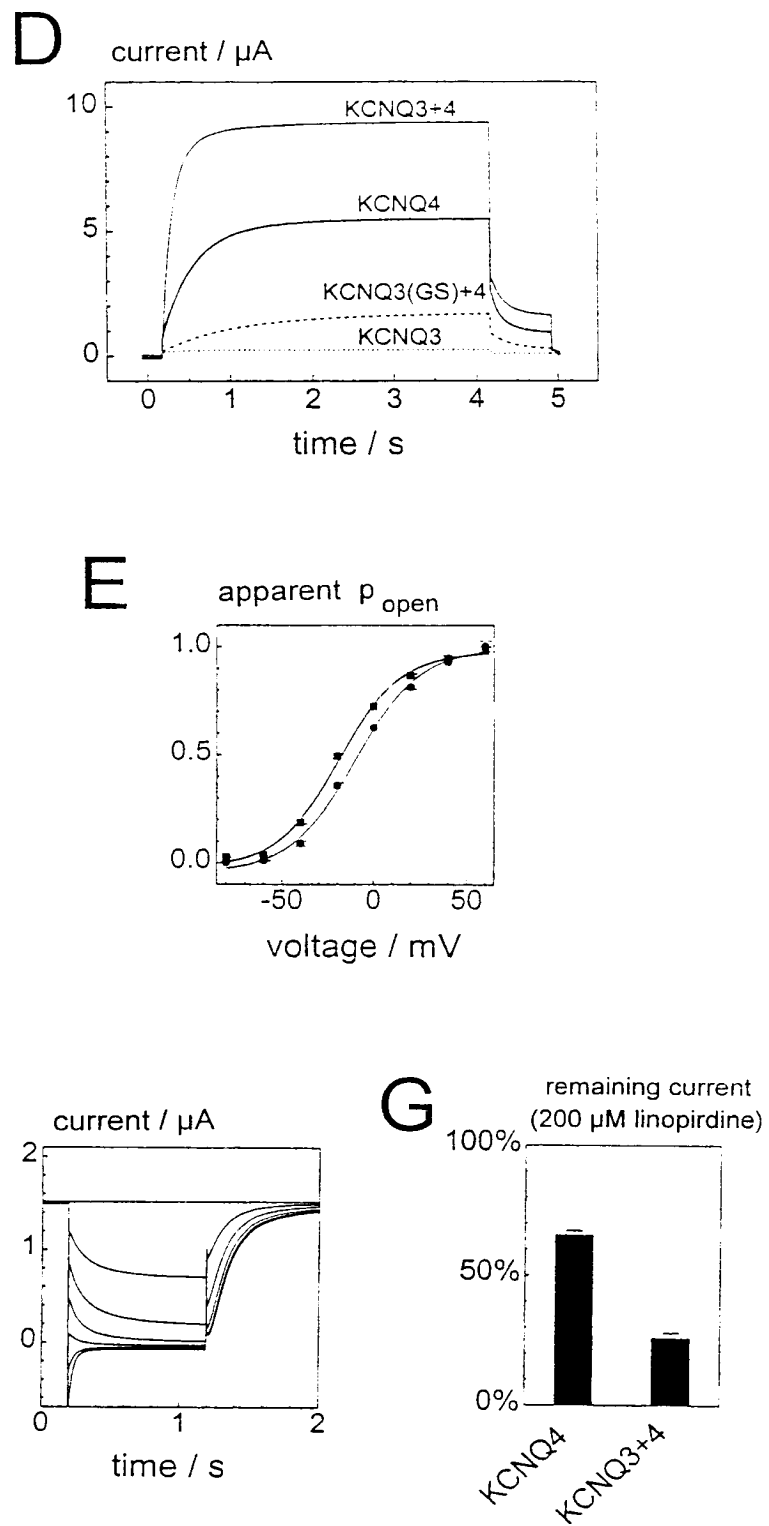 D
current / µA
10
5
0
KCNQ3+4
KCNQ4
KCNQ3(GS)+4
KCNQ3
0 1 2 3 4 5
time / s
E
apparent p open
1.0
0.5
0.0
-50 0 50
voltage / mV
current / µA
2
1
0
0 1 2
time / s
G
remaining current
(200 µM linopirdine)
100%
50%
0%
KCNQ4
KCNQ3+4